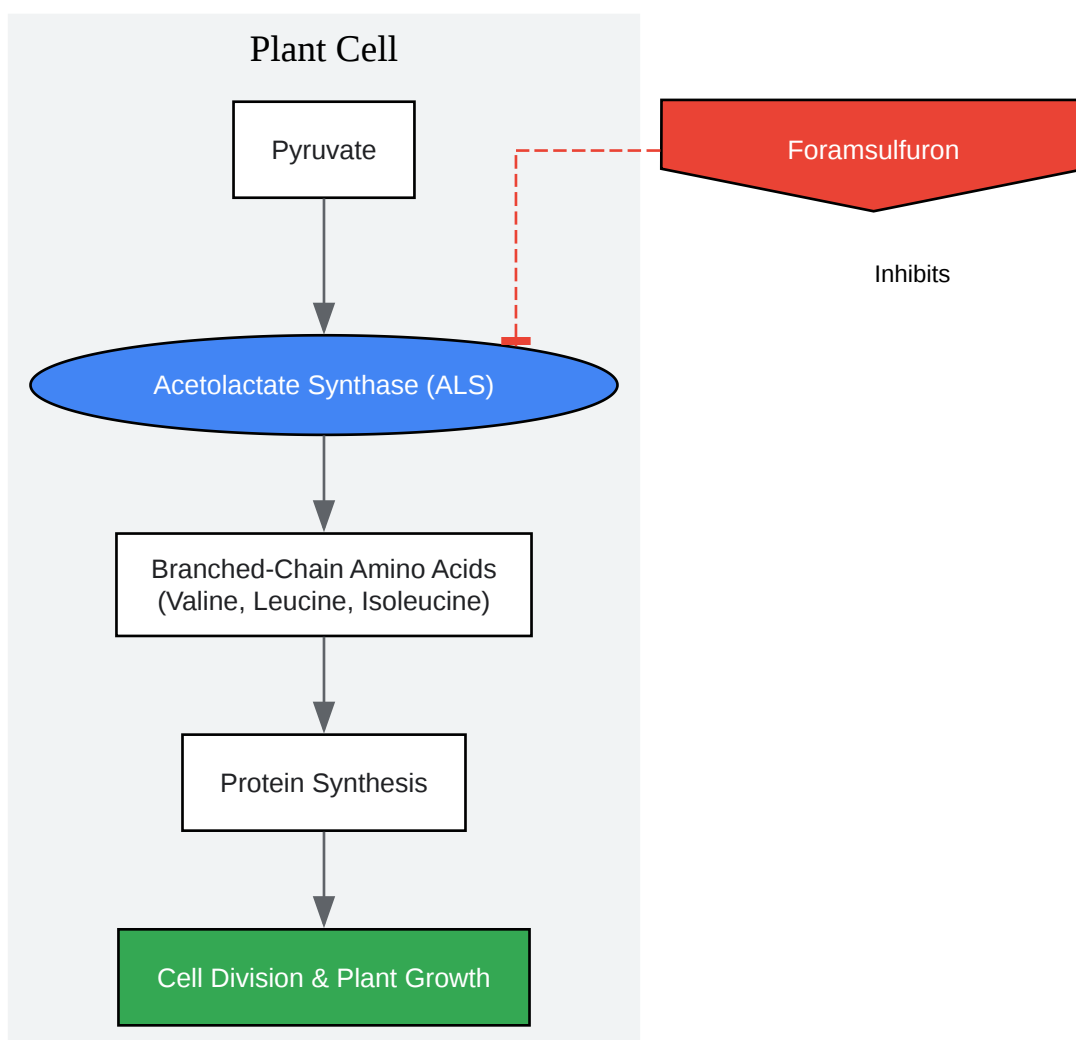 Plant Cell
Pyruvate
Foramsulfuron
Inhibits
Acetolactate Synthase (ALS)
Branched-Chain Amino Acids
(Valine, Leucine, Isoleucine)
Protein Synthesis
Cell Division & Plant Growth